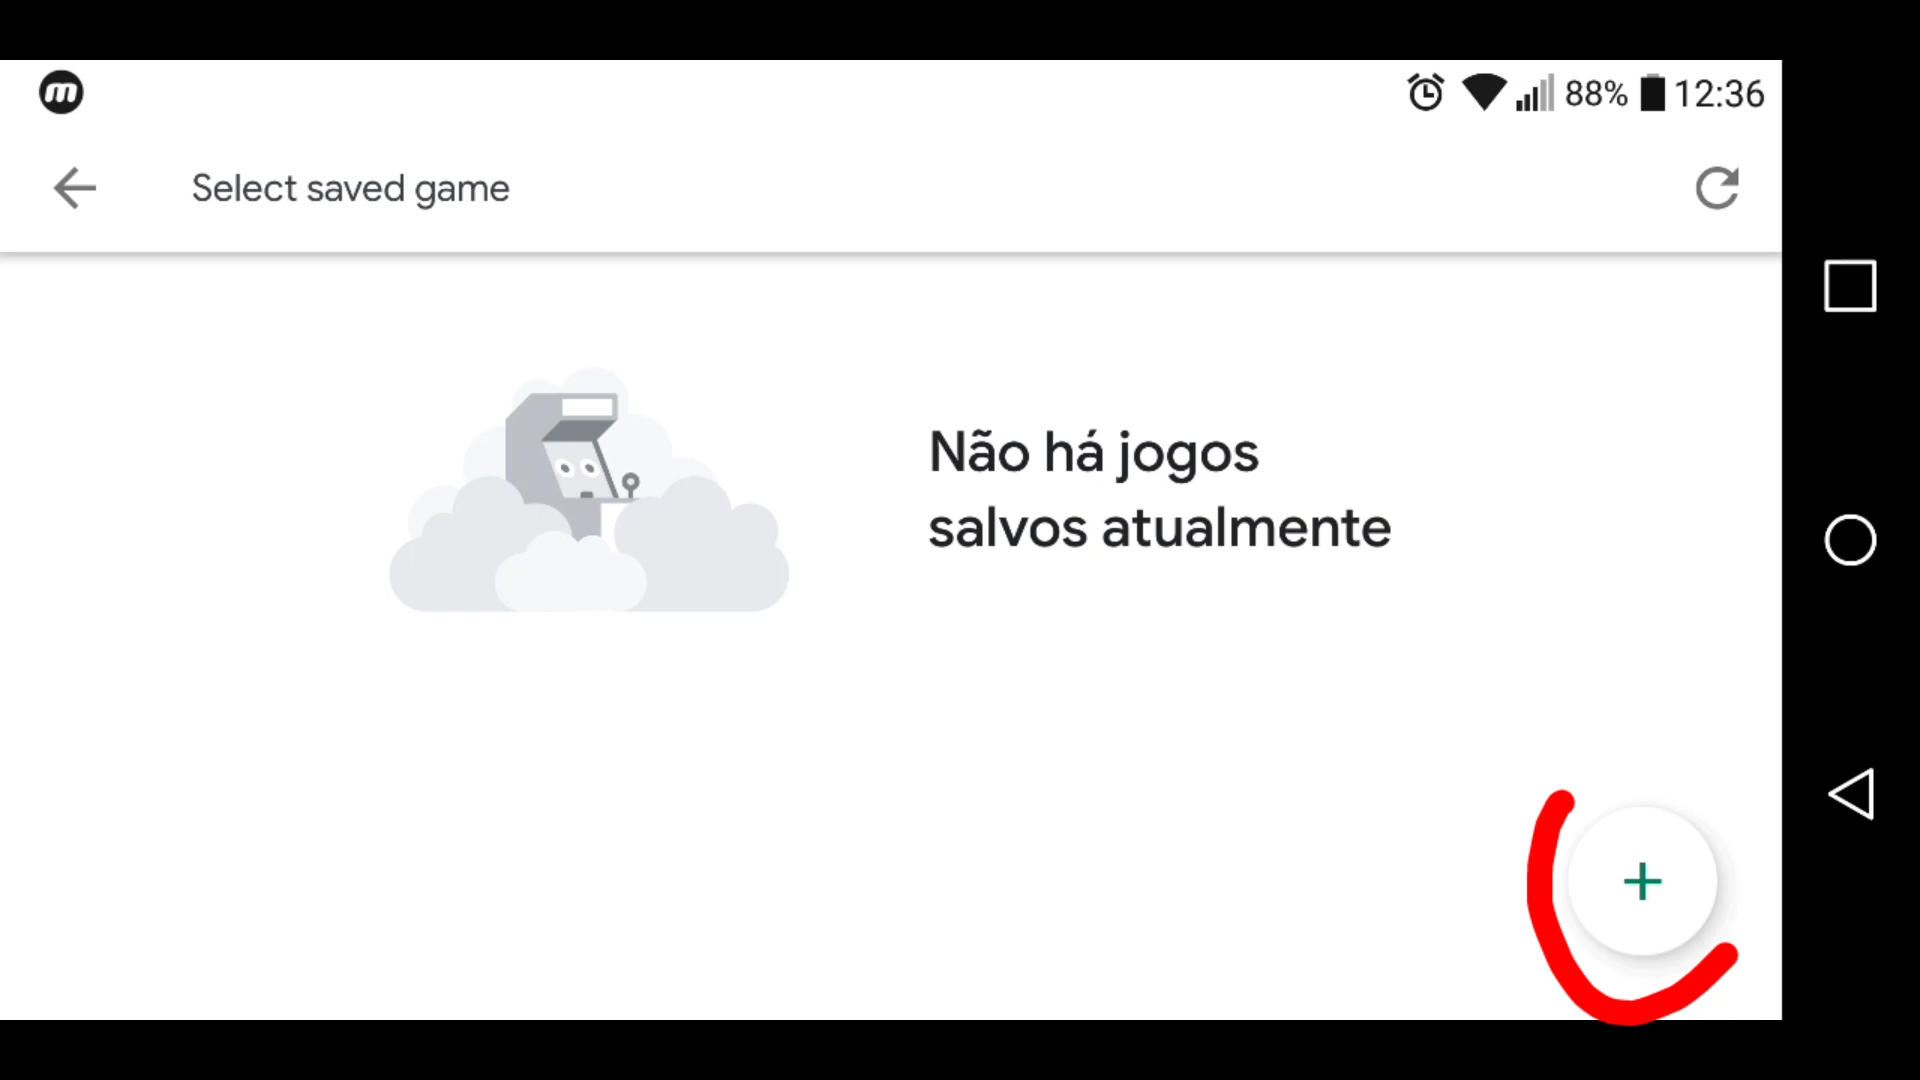 m
88% 12:36
Select saved game
Não há jogos
salvos atualmente